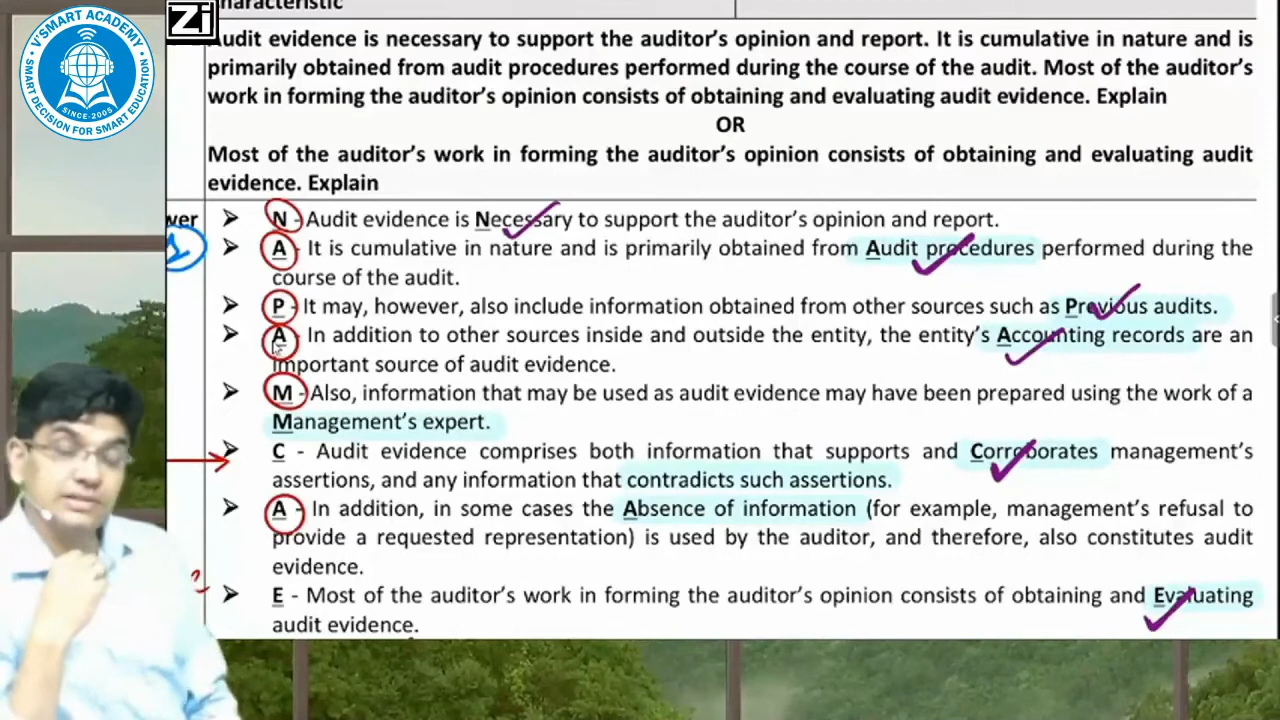 V'SMART ACADEMY
SINCE-2005
SMART DECISION FOR SMART EDUCATION
Zi
haracteristic
Audit evidence is necessary to support the auditor's opinion and report. It is cumulative in nature and is
primarily obtained from audit procedures performed during the course of the audit. Most of the auditor's
work in forming the auditor's opinion consists of obtaining and evaluating audit evidence. Explain
OR
Most of the auditor's work in forming the auditor's opinion consists of obtaining and evaluating audit
evidence. Explain
wer
➢ N - Audit evidence is Necessary to support the auditor's opinion and report.
➢ A - It is cumulative in nature and is primarily obtained from Audit procedures performed during the
course of the audit.
➢ P - It may, however, also include information obtained from other sources such as Previous audits.
➢ A - In addition to other sources inside and outside the entity, the entity's Accounting records are an
important source of audit evidence.
➢ M - Also, information that may be used as audit evidence may have been prepared using the work of a
Management's expert.
➢ C - Audit evidence comprises both information that supports and Corroborates management's
assertions, and any information that contradicts such assertions.
➢ A - In addition, in some cases the Absence of information (for example, management's refusal to
provide a requested representation) is used by the auditor, and therefore, also constitutes audit
evidence.
➢ E - Most of the auditor's work in forming the auditor's opinion consists of obtaining and Evaluating
audit evidence.